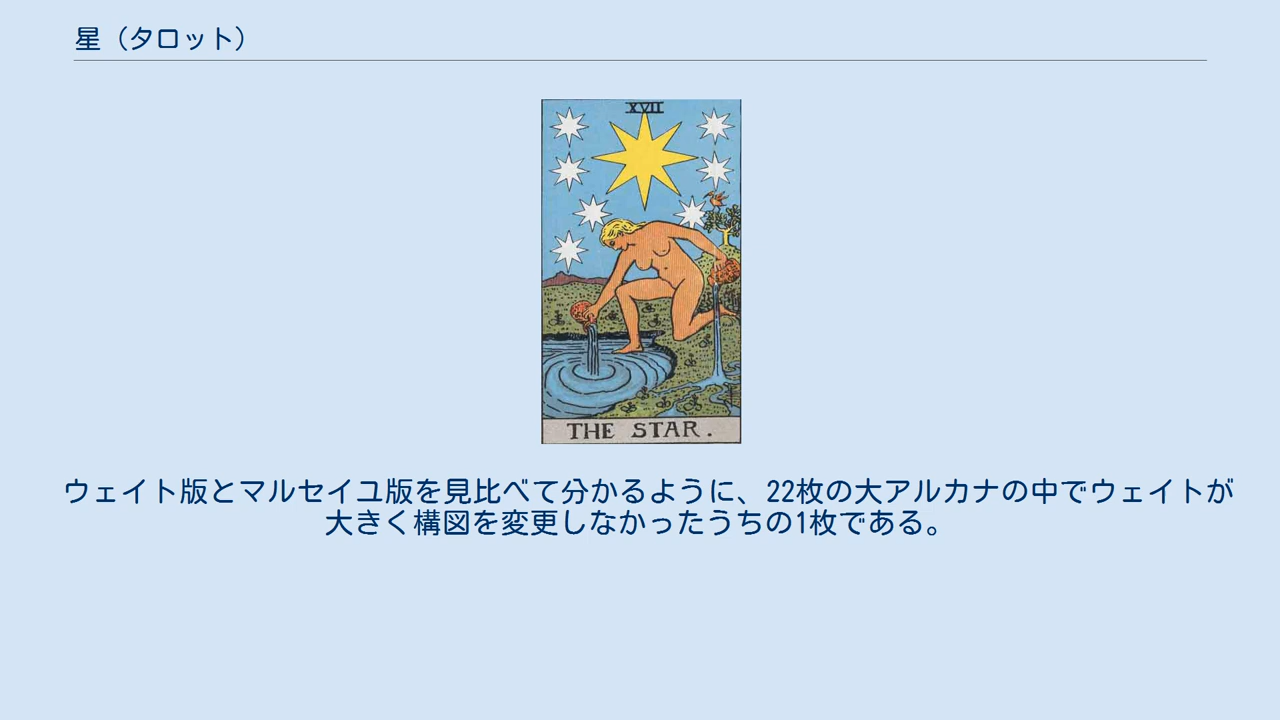 星（タロット）
XVII
THE STAR.
ウェイト版とマルセイユ版を見比べて分かるように、22枚の大アルカナの中でウェイトが
大きく構図を変更しなかったうちの1枚である。